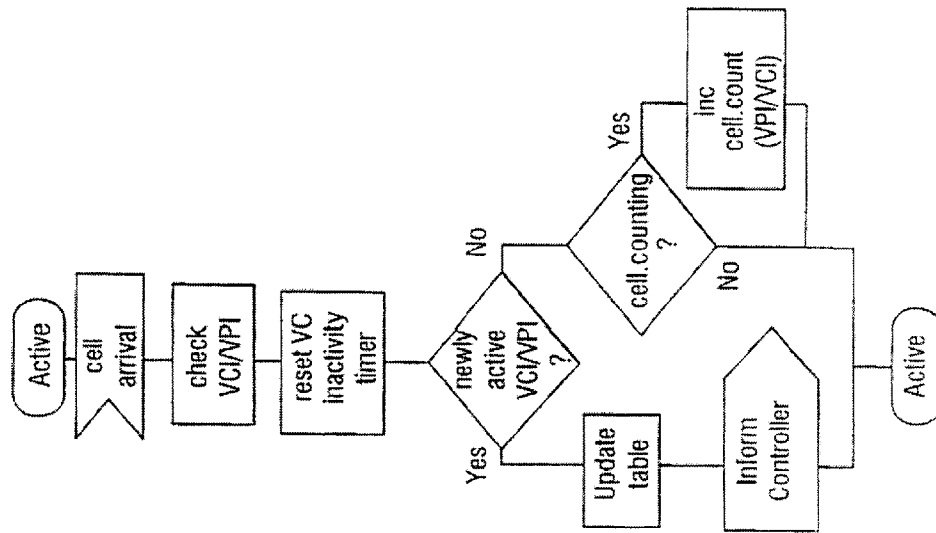 Active
cell
arrival
check
VCI/VPI
reset VC
inactivity
timer
newly
active
VCI/VPI
?
Yes
No
Update
table
Inform
Controller
cell.counting
?
Yes
No
Inc
cell.count
(VPI/VCI)
Active